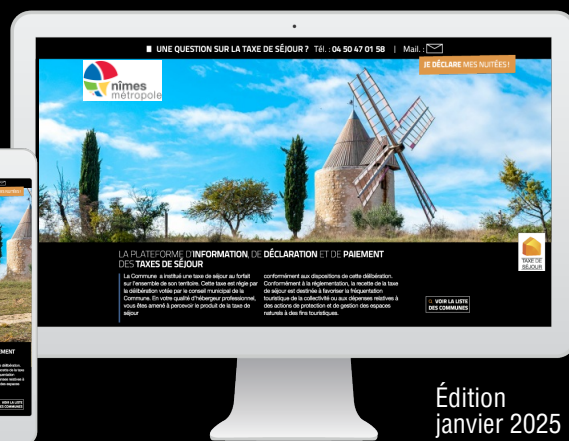 UNE QUESTION SUR LA TAXE DE SÉJOUR ? Tél. : 04 50 47 01 58 | Mail. :
JE DÉCLARE MES NUITÉES !
nîmes
métropole
LA PLATEFORME D'INFORMATION, DE DÉCLARATION ET DE PAIEMENT
DES TAXES DE SÉJOUR
La Commune a institué une taxe de séjour au forfait
sur l'ensemble de son territoire. Cette taxe est régie par
la délibération votée par le conseil municipal de la
Commune. En votre qualité d'hébergeur professionnel,
vous êtes amené à percevoir le produit de la taxe de
séjour
conformément aux dispositions de cette délibération.
Conformément à la réglementation, la recette de la taxe
de séjour est destinée à favoriser la fréquentation
touristique de la collectivité ou aux dépenses relatives à
des actions de protection et de gestion des espaces
naturels à des fins touristiques.
TAXE DE
SÉJOUR
VOIR LA LISTE
DES COMMUNES
Édition
janvier 2025